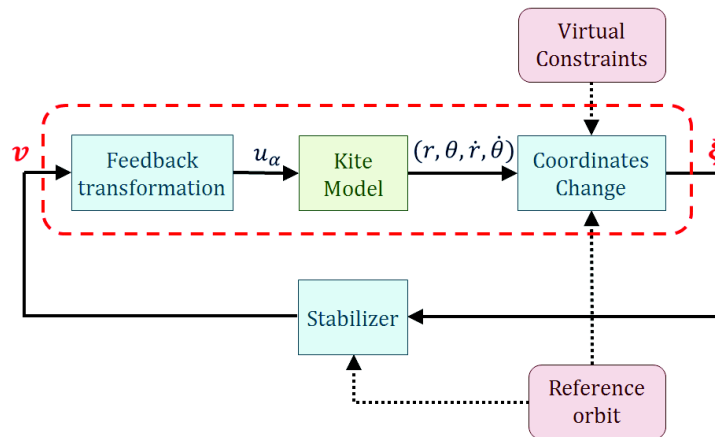 Virtual
Constraints
v
Feedback
transformation
u_α
Kite
Model
(r, θ, ṙ, θ̇)
Coordinates
Change
ξ
Stabilizer
Reference
orbit